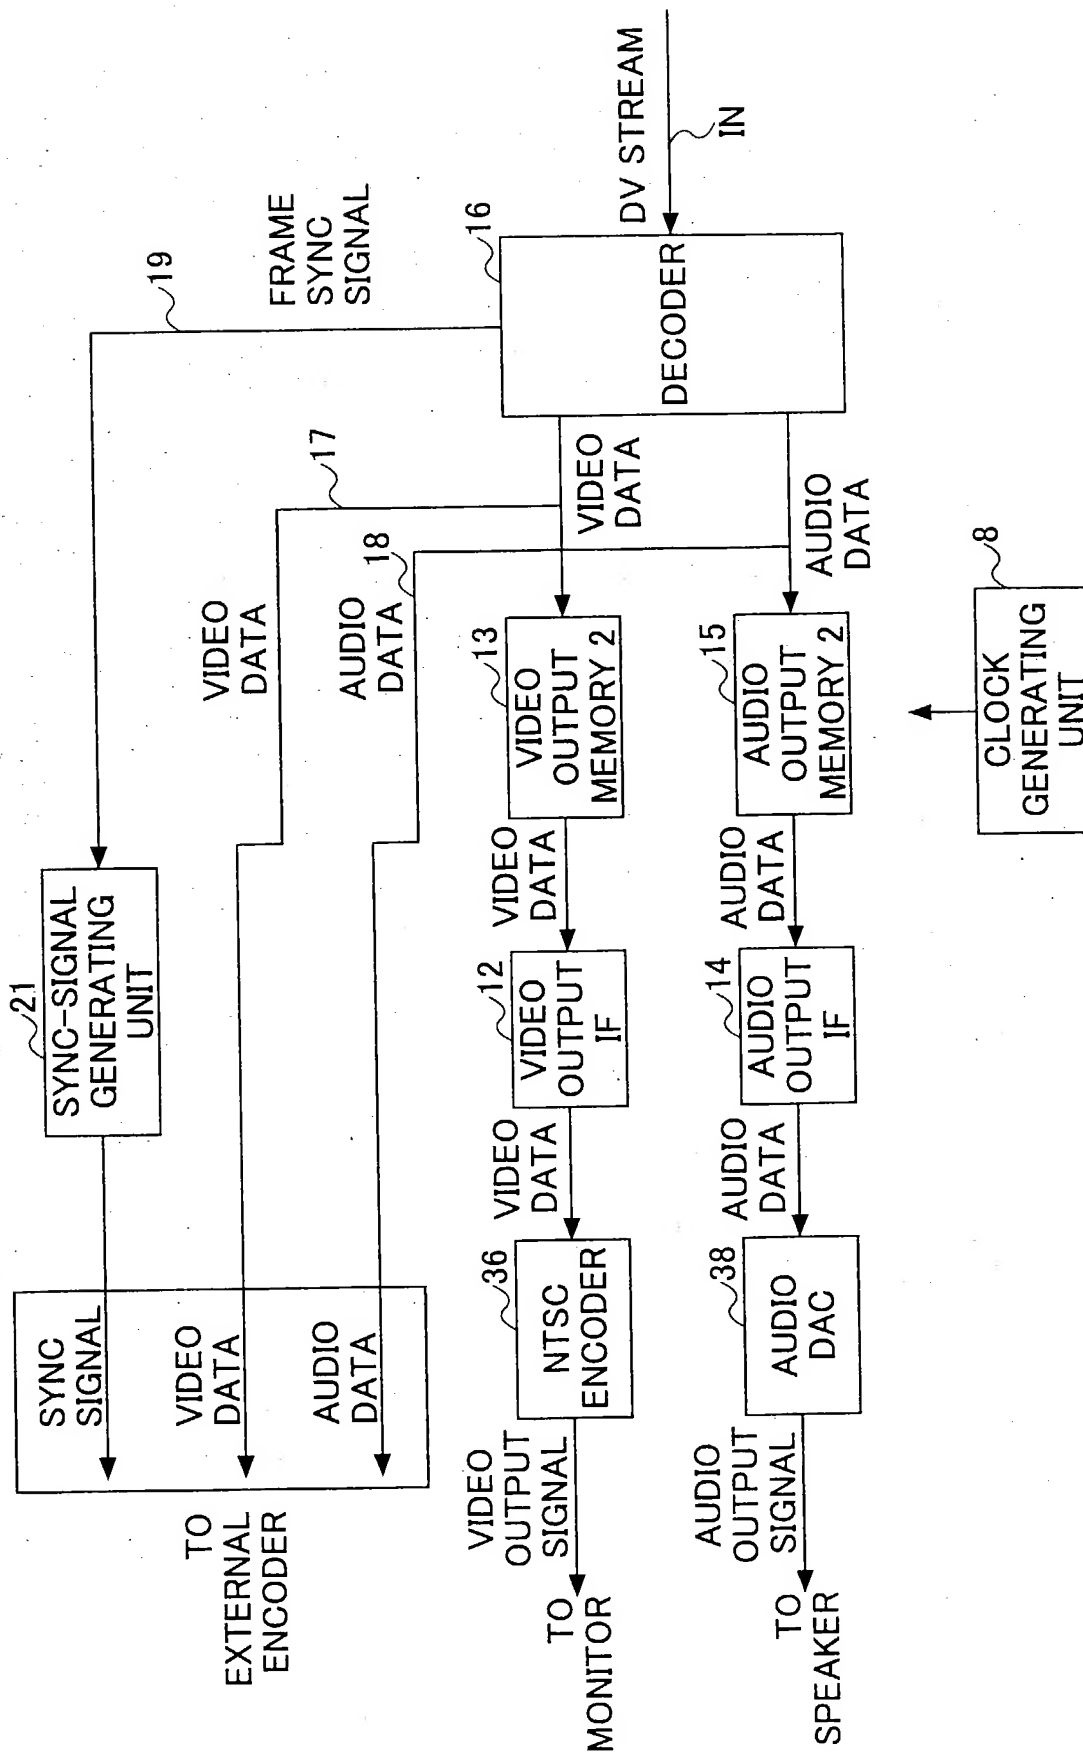 TO
EXTERNAL
ENCODER
SYNC
SIGNAL
VIDEO
DATA
AUDIO
DATA
21
SYNC-SIGNAL
GENERATING
UNIT
VIDEO
DATA
AUDIO
DATA
18
17
19
FRAME
SYNC
SIGNAL
16
DECODER
DV STREAM
IN
VIDEO
DATA
AUDIO
DATA
13
VIDEO
OUTPUT
MEMORY 2
VIDEO
DATA
12
VIDEO
OUTPUT
IF
VIDEO
DATA
36
NTSC
ENCODER
VIDEO
OUTPUT
SIGNAL
TO
MONITOR
15
AUDIO
OUTPUT
MEMORY 2
AUDIO
DATA
14
AUDIO
OUTPUT
IF
AUDIO
DATA
38
AUDIO
DAC
AUDIO
OUTPUT
SIGNAL
TO
SPEAKER
8
CLOCK
GENERATING
UNIT